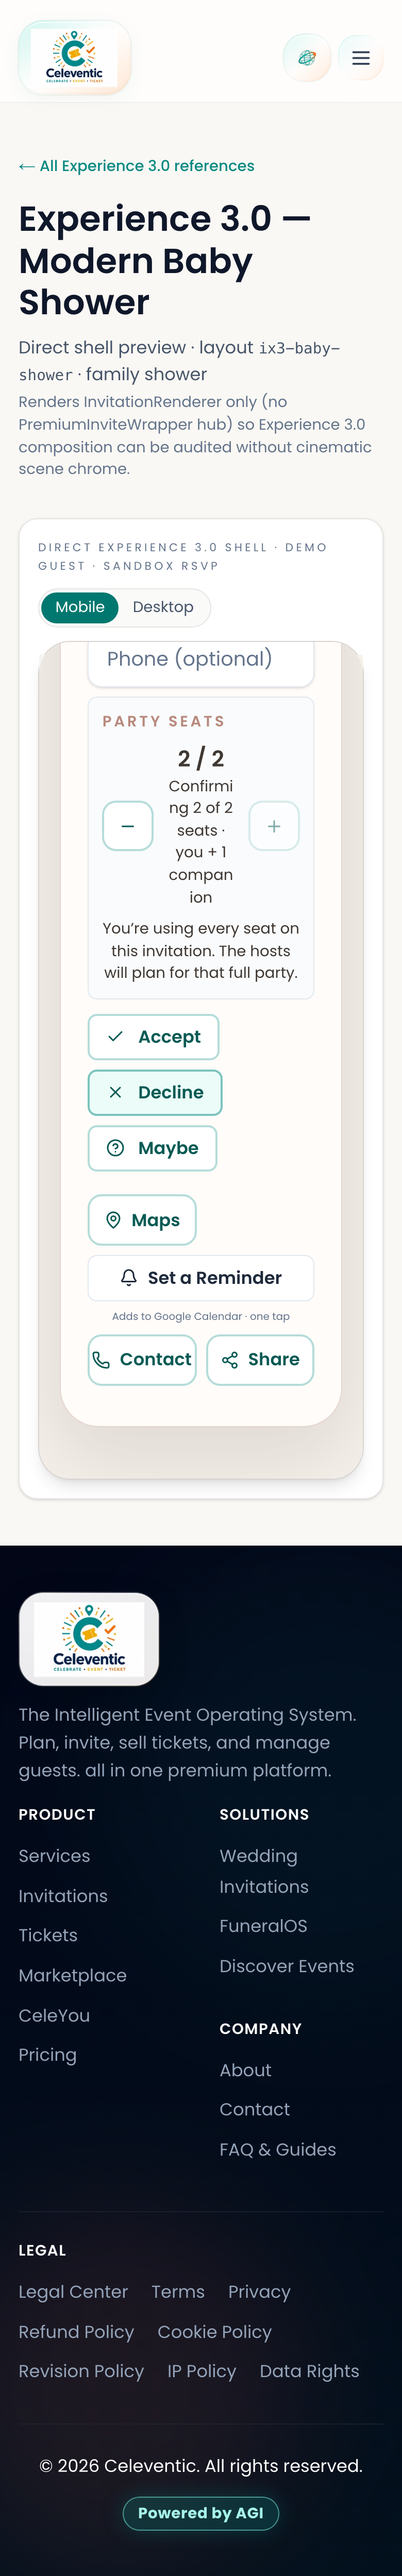 Celeventic
CELEBRATE • EVENT • TICKET
← All Experience 3.0 references
Experience 3.0 —
Modern Baby
Shower
Direct shell preview · layout ix3-baby-
shower · family shower
Renders InvitationRenderer only (no
PremiumInviteWrapper hub) so Experience 3.0
composition can be audited without cinematic
scene chrome.
DIRECT EXPERIENCE 3.0 SHELL · DEMO
GUEST · SANDBOX RSVP
Mobile Desktop
Phone (optional)
PARTY SEATS
2 / 2
Confirmi
ng 2 of 2
seats ·
you + 1
compan
ion
You’re using every seat on
this invitation. The hosts
will plan for that full party.
Accept
Decline
Maybe
Maps
Set a Reminder
Adds to Google Calendar · one tap
Contact Share
Celeventic
CELEBRATE • EVENT • TICKET
The Intelligent Event Operating System.
Plan, invite, sell tickets, and manage
guests. all in one premium platform.
PRODUCT
Services
Invitations
Tickets
Marketplace
CeleYou
Pricing
SOLUTIONS
Wedding
Invitations
FuneralOS
Discover Events
COMPANY
About
Contact
FAQ & Guides
LEGAL
Legal Center Terms Privacy
Refund Policy Cookie Policy
Revision Policy IP Policy Data Rights
© 2026 Celeventic. All rights reserved.
Powered by AGI